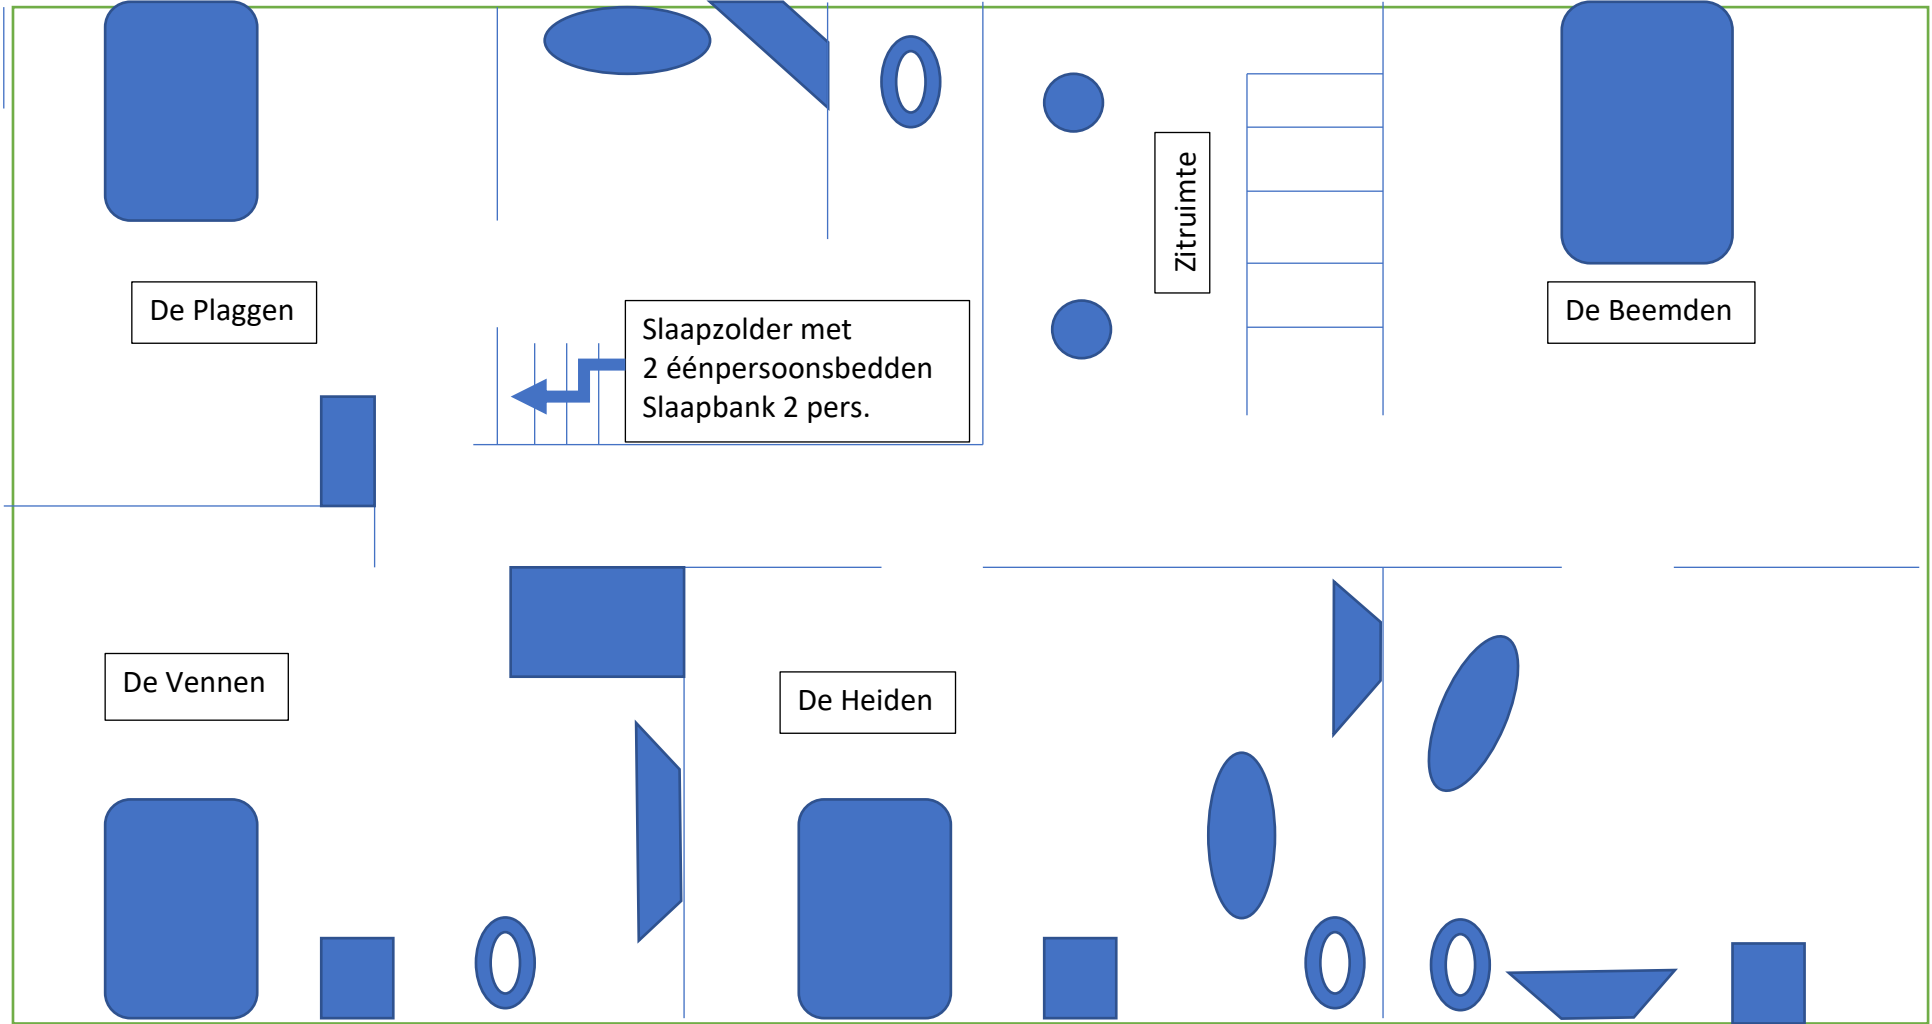 De Plaggen
Slaapzolder met
2 éénpersoonsbedden
Slaapbank 2 pers.
Zitruimte
De Beemden
De Vennen
De Heiden